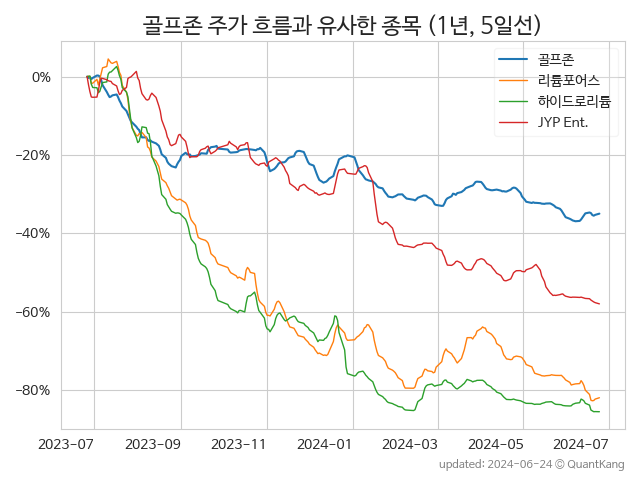 골프존 주가 흐름과 유사한 종목 (1년, 5일선)
골프존
리튬포어스
하이드로리튬
JYP Ent.
0%
−20%
−40%
−60%
−80%
2023-07 2023-09 2023-11 2024-01 2024-03 2024-05 2024-07
updated: 2024-06-24 © QuantKang